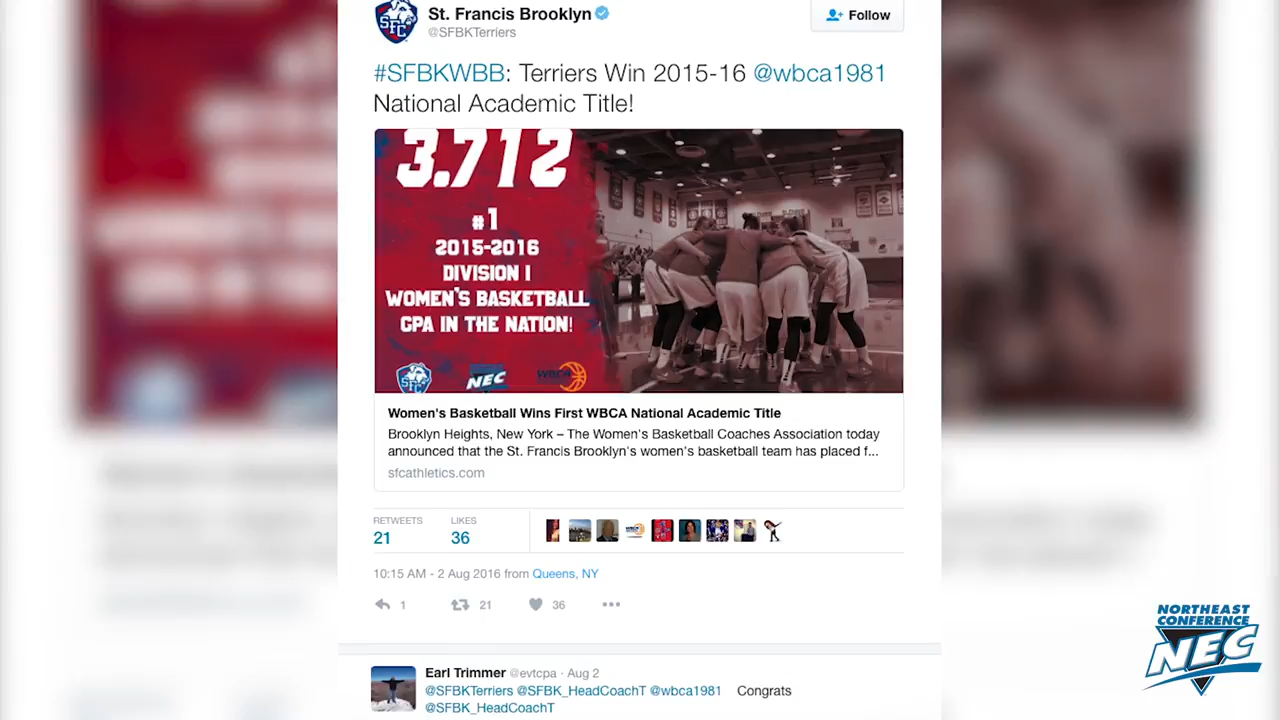 St. Francis Brooklyn
@SFBKTerriers
Follow
#SFBKWBB: Terriers Win 2015-16 @wbca1981
National Academic Title!
3.712
#1
2015-2016
DIVISION I
WOMEN'S BASKETBALL
CPA IN THE NATION!
SFC
NEC
WBCA
Women's Basketball Wins First WBCA National Academic Title
Brooklyn Heights, New York – The Women's Basketball Coaches Association today
announced that the St. Francis Brooklyn's women's basketball team has placed f...
sfcathletics.com
RETWEETS
21
LIKES
36
10:15 AM - 2 Aug 2016 from Queens, NY
1
21
36
Earl Trimmer @evtcpa · Aug 2
@SFBKTerriers @SFBK_HeadCoachT @wbca1981 Congrats
@SFBK_HeadCoachT
NORTHEAST
CONFERENCE
NEC